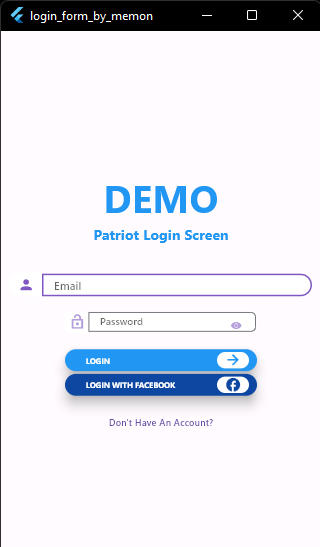 login_form_by_memon
DEMO
Patriot Login Screen
Email
Password
LOGIN
LOGIN WITH FACEBOOK
Don't Have An Account?